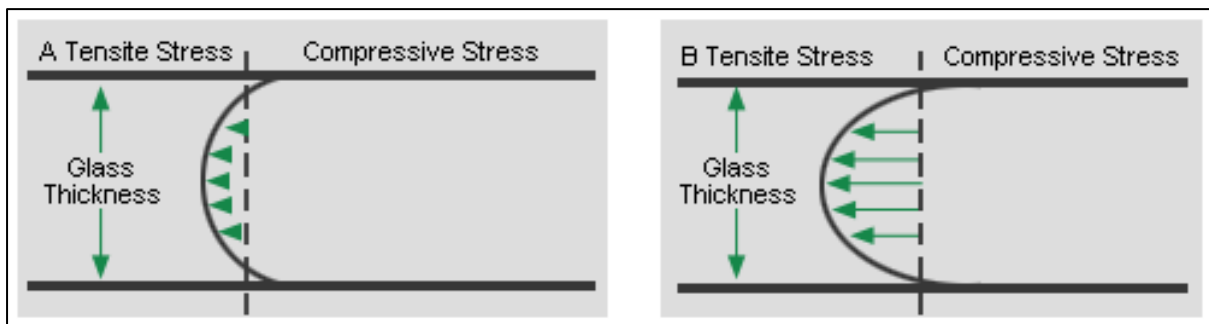 A Tensite Stress
Compressive Stress
Glass
Thickness
B Tensite Stress
Compressive Stress
Glass
Thickness